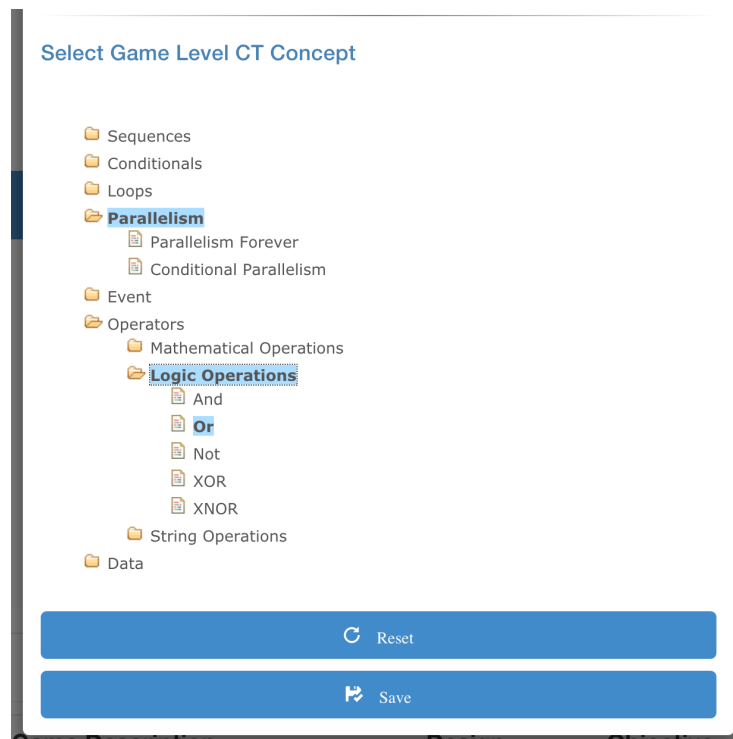 Select Game Level CT Concept
Sequences
Conditionals
Loops
Parallelism
Parallelism Forever
Conditional Parallelism
Event
Operators
Mathematical Operations
Logic Operations
And
Or
Not
XOR
XNOR
String Operations
Data
Reset
Save